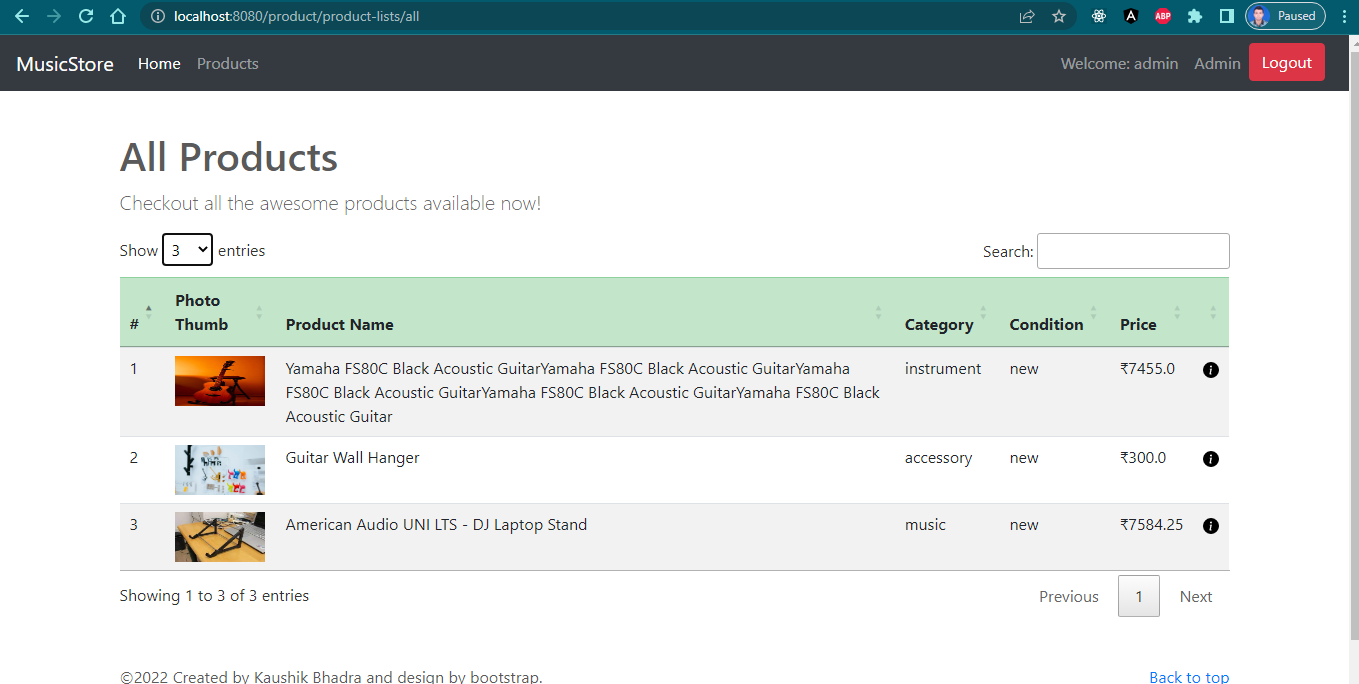 localhost:8080/product/product-lists/all
A
ABP
Paused
MusicStore Home Products Welcome: admin Admin Logout
All Products
Checkout all the awesome products available now!
Show 3 entries Search:
# Photo Thumb Product Name Category Condition Price
1 Yamaha FS80C Black Acoustic GuitarYamaha FS80C Black Acoustic GuitarYamaha instrument new ₹7455.0
FS80C Black Acoustic GuitarYamaha FS80C Black Acoustic GuitarYamaha FS80C Black
Acoustic Guitar
2 Guitar Wall Hanger accessory new ₹300.0
3 American Audio UNI LTS - DJ Laptop Stand music new ₹7584.25
Showing 1 to 3 of 3 entries Previous 1 Next
©2022 Created by Kaushik Bhadra and design by bootstrap. Back to top